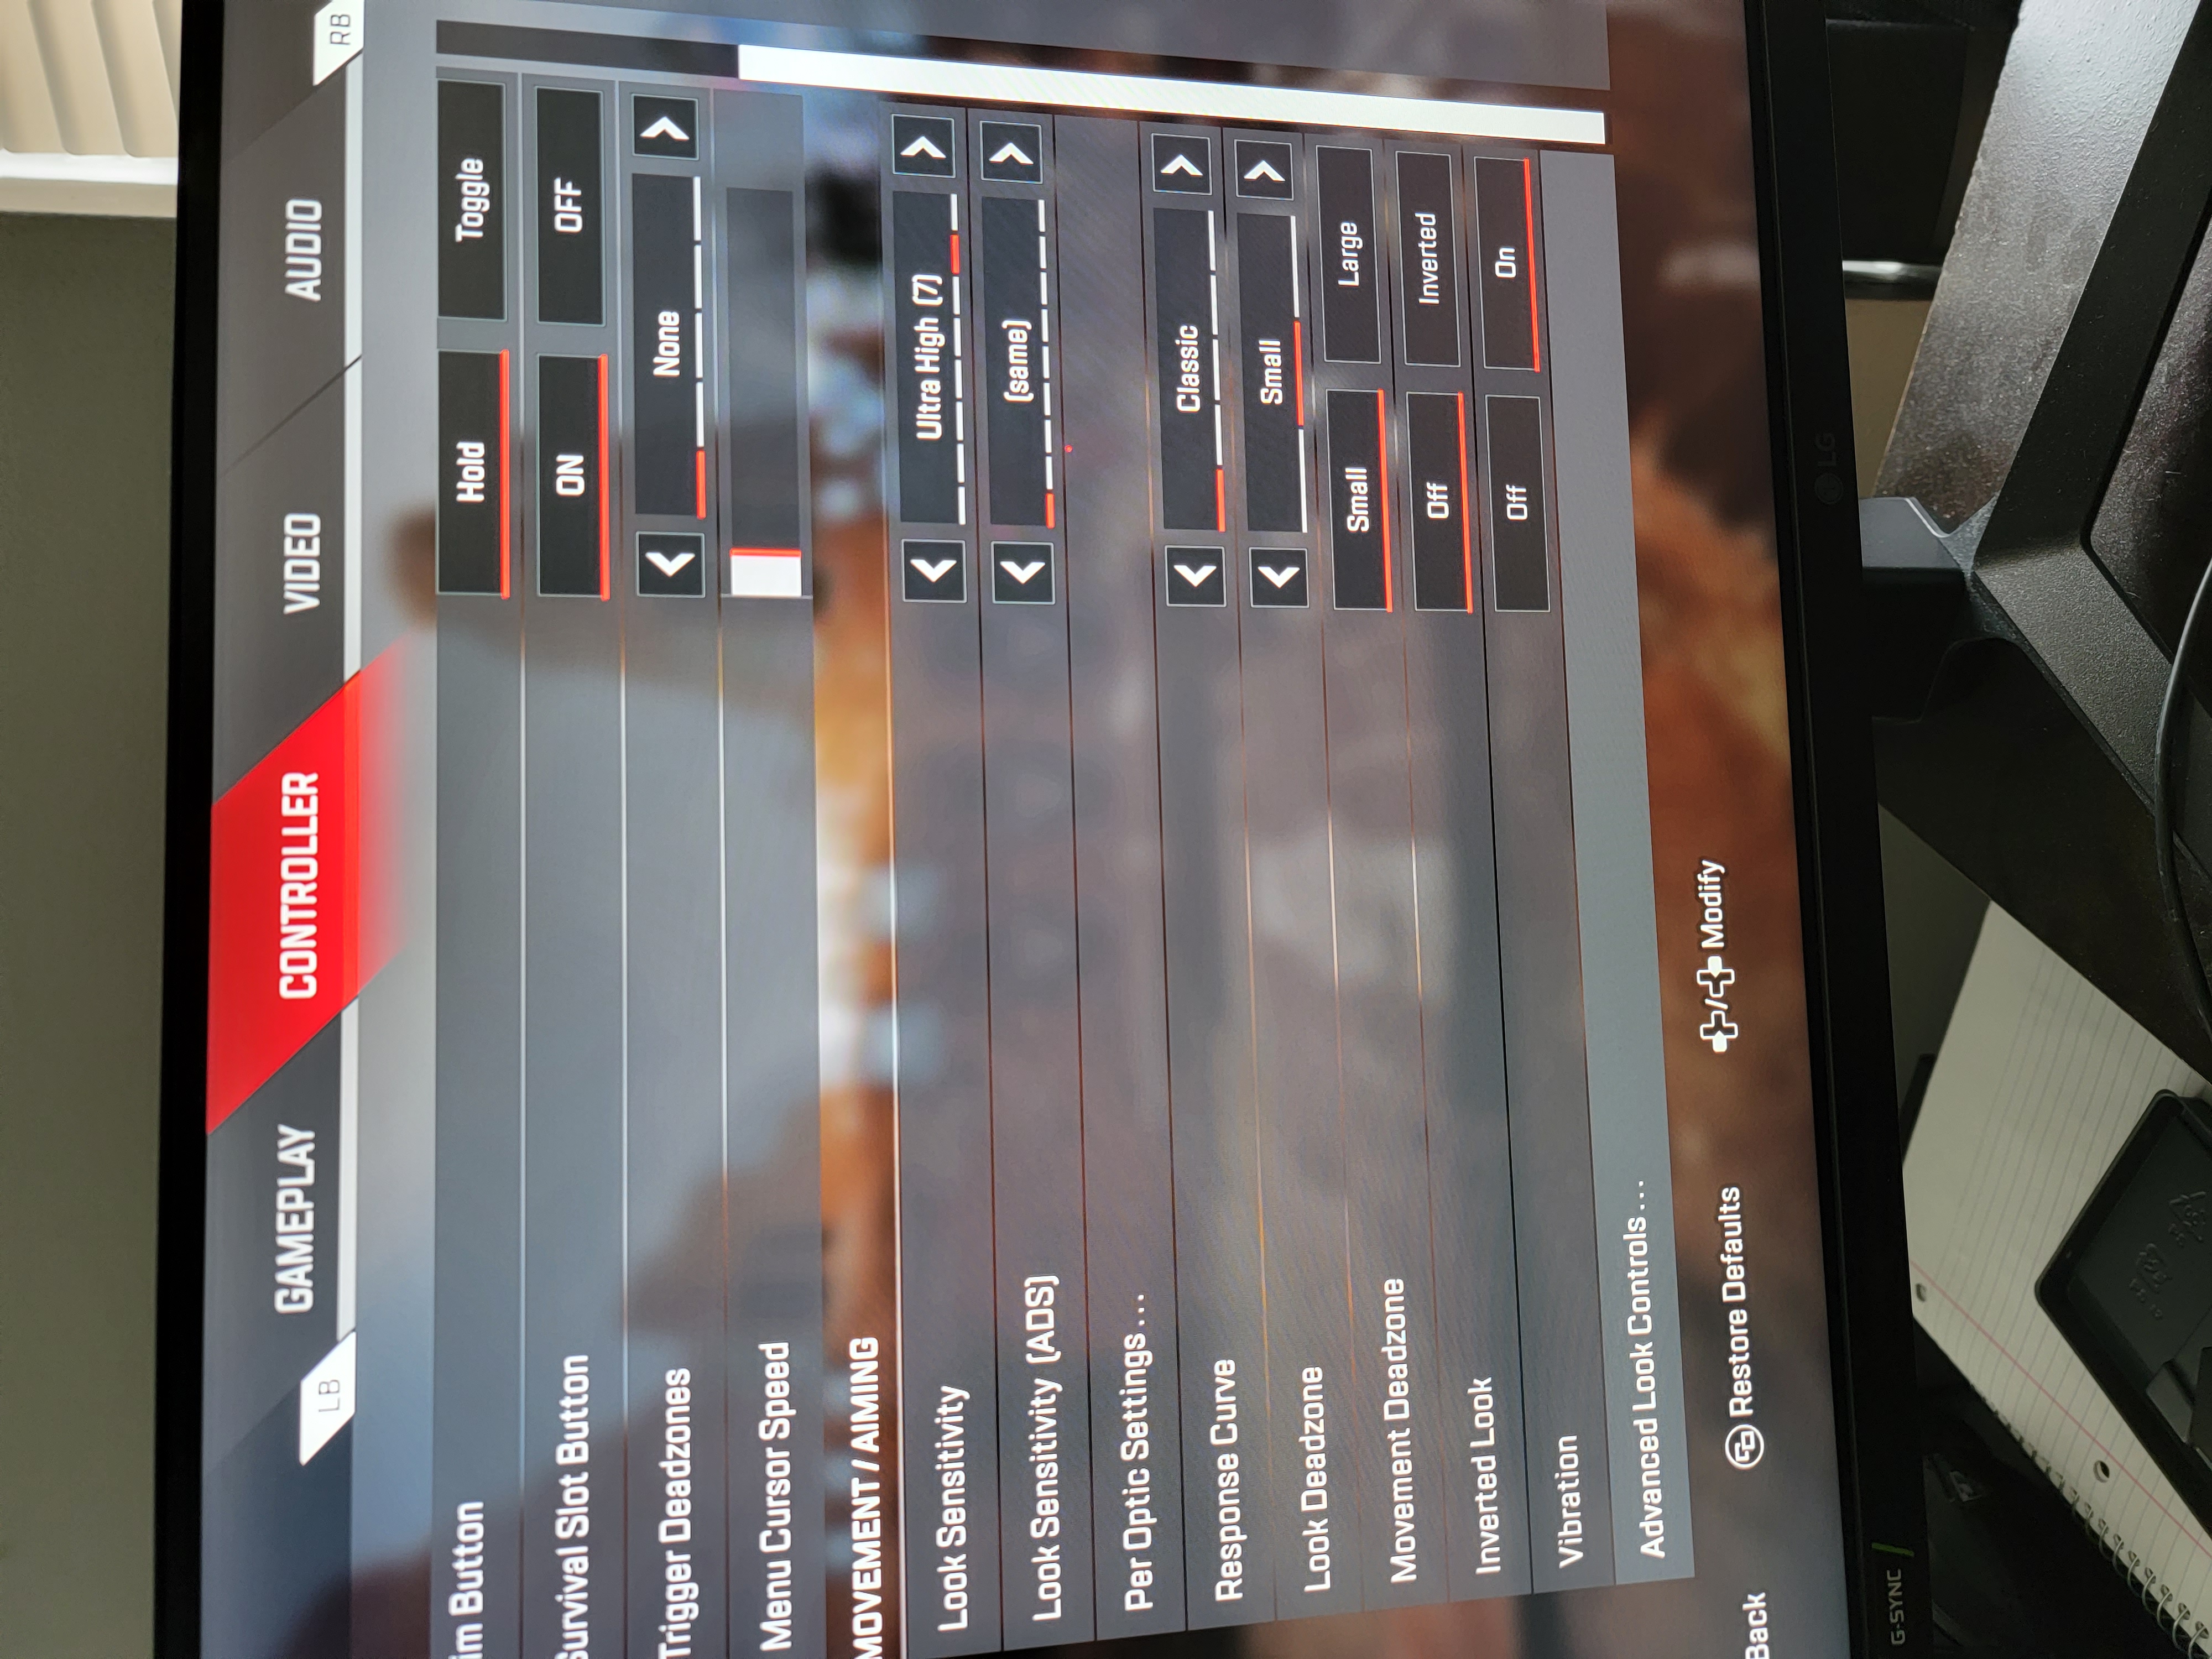 LB GAMEPLAY CONTROLLER VIDEO AUDIO RB
im Button Hold Toggle
Survival Slot Button ON OFF
Trigger Deadzones None
Menu Cursor Speed
MOVEMENT / AIMING
Look Sensitivity Ultra High (7)
Look Sensitivity (ADS) (same)
Per Optic Settings...
Response Curve Classic
Look Deadzone Small
Movement Deadzone Small Large
Inverted Look Off Inverted
Vibration Off On
Advanced Look Controls...
Back Restore Defaults / Modify
LG
G-SYNC